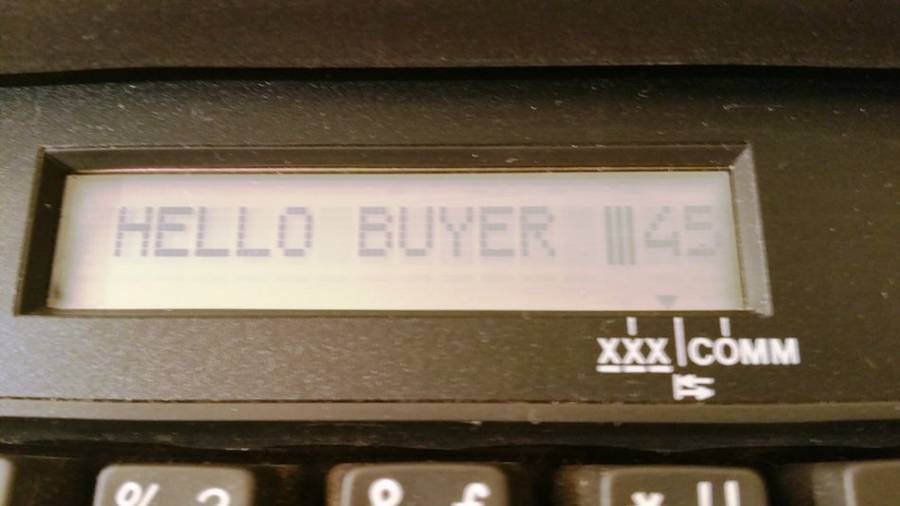 HELLO BUYER 45
XXX COMM
% ?
£